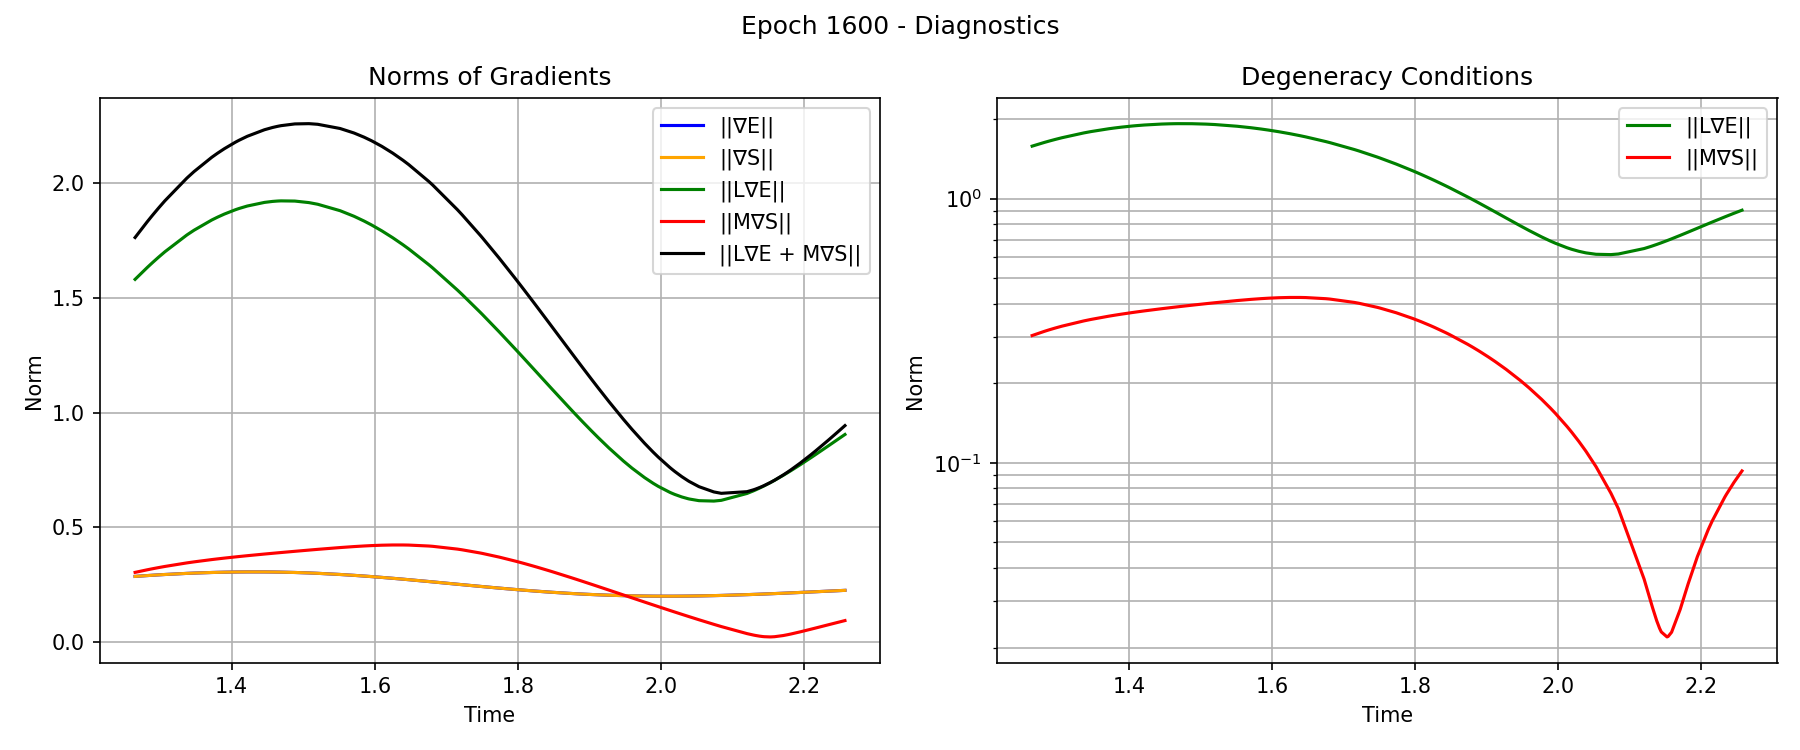 Epoch 1600 - Diagnostics
Norms of Gradients
||∇E||
||∇S||
||L∇E||
||M∇S||
||L∇E + M∇S||
2.0
1.5
1.0
0.5
0.0
Norm
1.4
1.6
1.8
2.0
2.2
Time
Degeneracy Conditions
||L∇E||
||M∇S||
10⁰
10⁻¹
Norm
1.4
1.6
1.8
2.0
2.2
Time